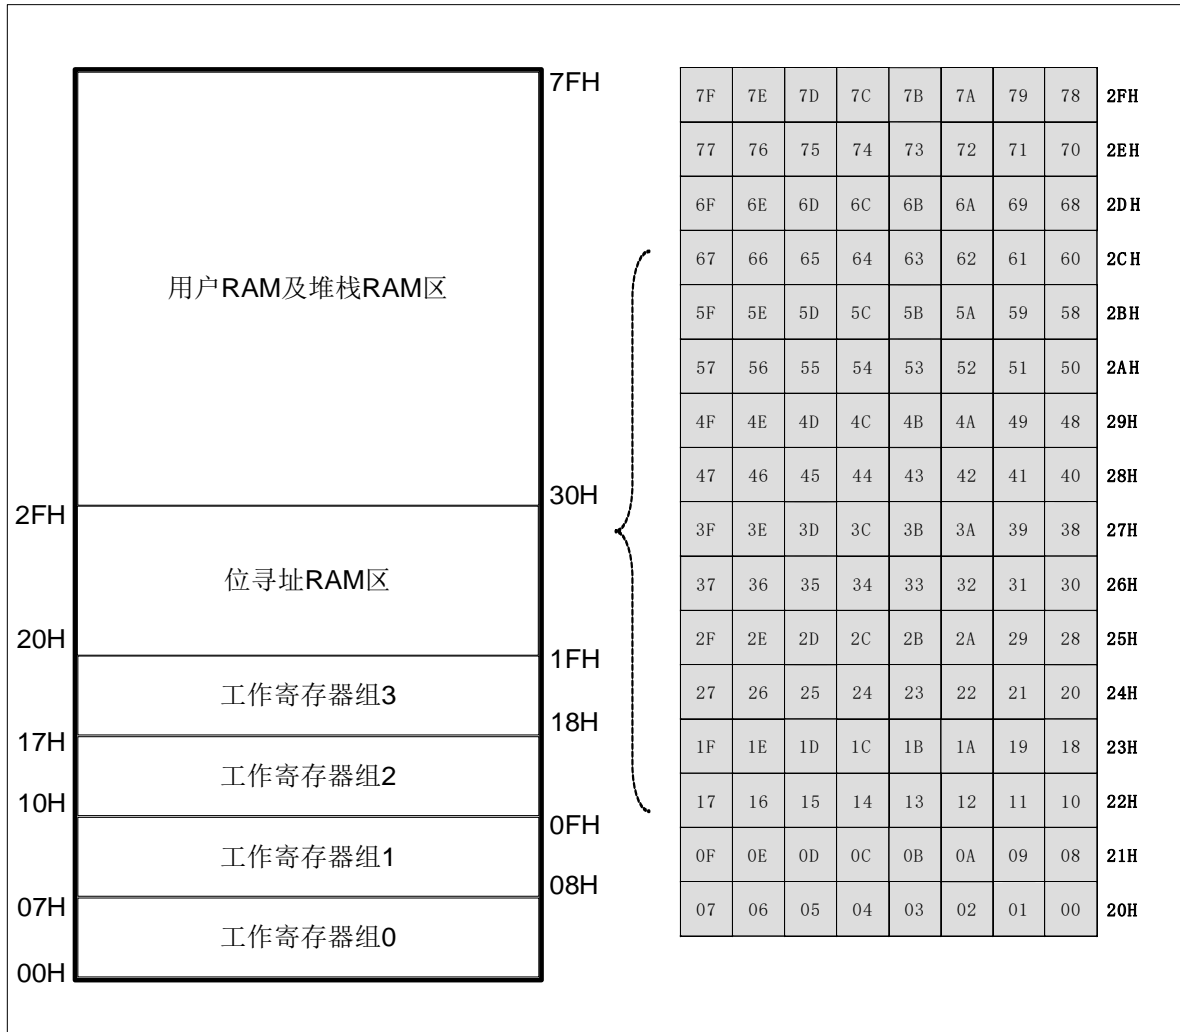 7FH
用户RAM及堆栈RAM区
30H
2FH
位寻址RAM区
20H
1FH
工作寄存器组3
18H
17H
工作寄存器组2
10H
0FH
工作寄存器组1
08H
07H
工作寄存器组0
00H
7F 7E 7D 7C 7B 7A 79 78 2FH
77 76 75 74 73 72 71 70 2EH
6F 6E 6D 6C 6B 6A 69 68 2DH
67 66 65 64 63 62 61 60 2CH
5F 5E 5D 5C 5B 5A 59 58 2BH
57 56 55 54 53 52 51 50 2AH
4F 4E 4D 4C 4B 4A 49 48 29H
47 46 45 44 43 42 41 40 28H
3F 3E 3D 3C 3B 3A 39 38 27H
37 36 35 34 33 32 31 30 26H
2F 2E 2D 2C 2B 2A 29 28 25H
27 26 25 24 23 22 21 20 24H
1F 1E 1D 1C 1B 1A 19 18 23H
17 16 15 14 13 12 11 10 22H
0F 0E 0D 0C 0B 0A 09 08 21H
07 06 05 04 03 02 01 00 20H